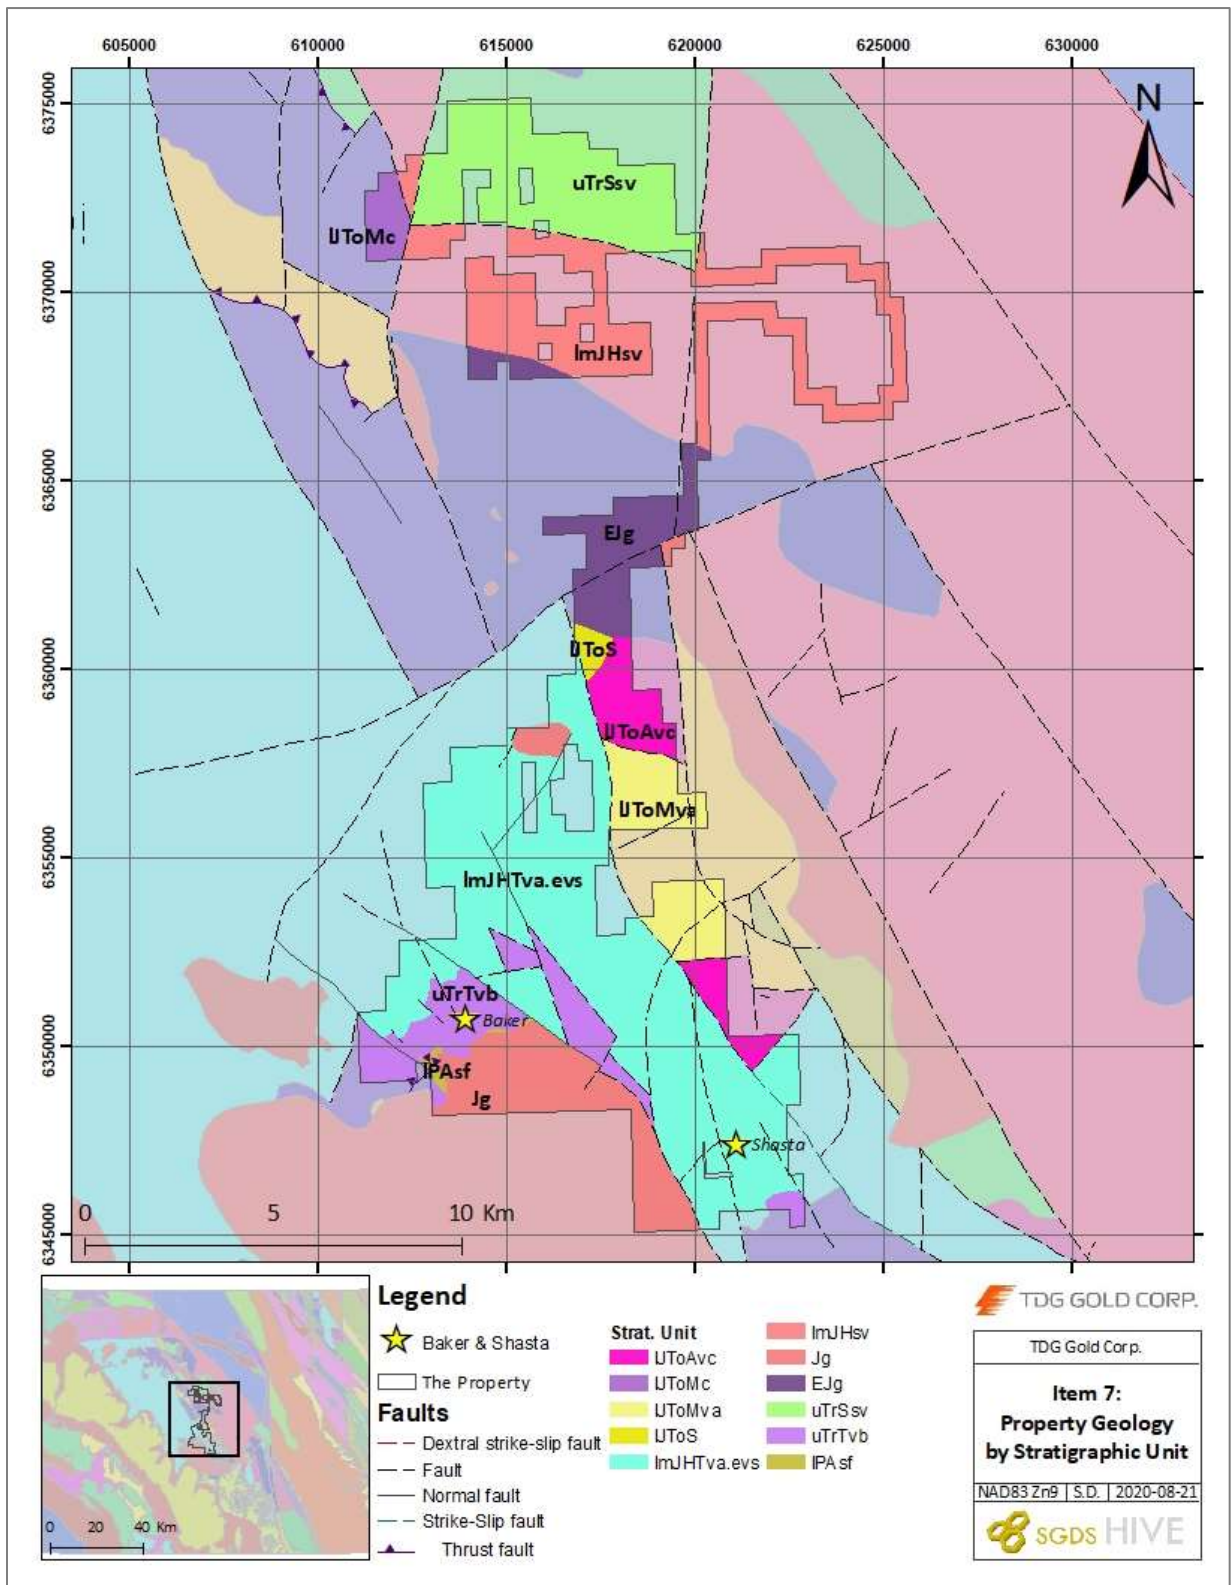 605000 610000 615000 620000 625000 630000
6375000
6370000
6365000
6360000
6355000
6350000
6345000
N
uTrSsv
lJToMc
lmJHsv
EJg
lJToS
lJToAvc
lJToMva
lmJHTva.evs
uTrTvb
Baker
lPAsf
Jg
Shasta
0 5 10 Km
0 20 40 Km
Legend
Baker & Shasta
The Property
Faults
Dextral strike-slip fault
Fault
Normal fault
Strike-Slip fault
Thrust fault
Strat. Unit
lJToAvc
lJToMc
lJToMva
lJToS
lmJHTva.evs
lmJHsv
Jg
EJg
uTrSsv
uTrTvb
lPAsf
TDG GOLD CORP.
TDG Gold Corp.
Item 7:
Property Geology
by Stratigraphic Unit
NAD83 Zn9 | S.D. | 2020-08-21
SGDS HIVE